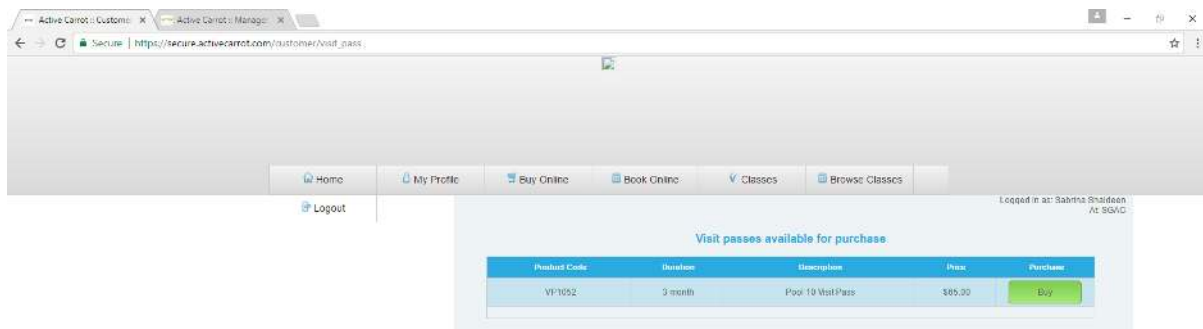 Active Carrot :: Custome
Active Carrot :: Manage
Secure | https://secure.activecarrot.com/customer/visit_pass
Home
My Profile
Buy Online
Book Online
Classes
Browse Classes
Logout
Logged in as: Sabrina Shaideen
At: SGAC
Visit passes available for purchase
Product Code Duration Description Price Purchase
VP1052 3 month Pool 10 Visit Pass $65.00 Buy